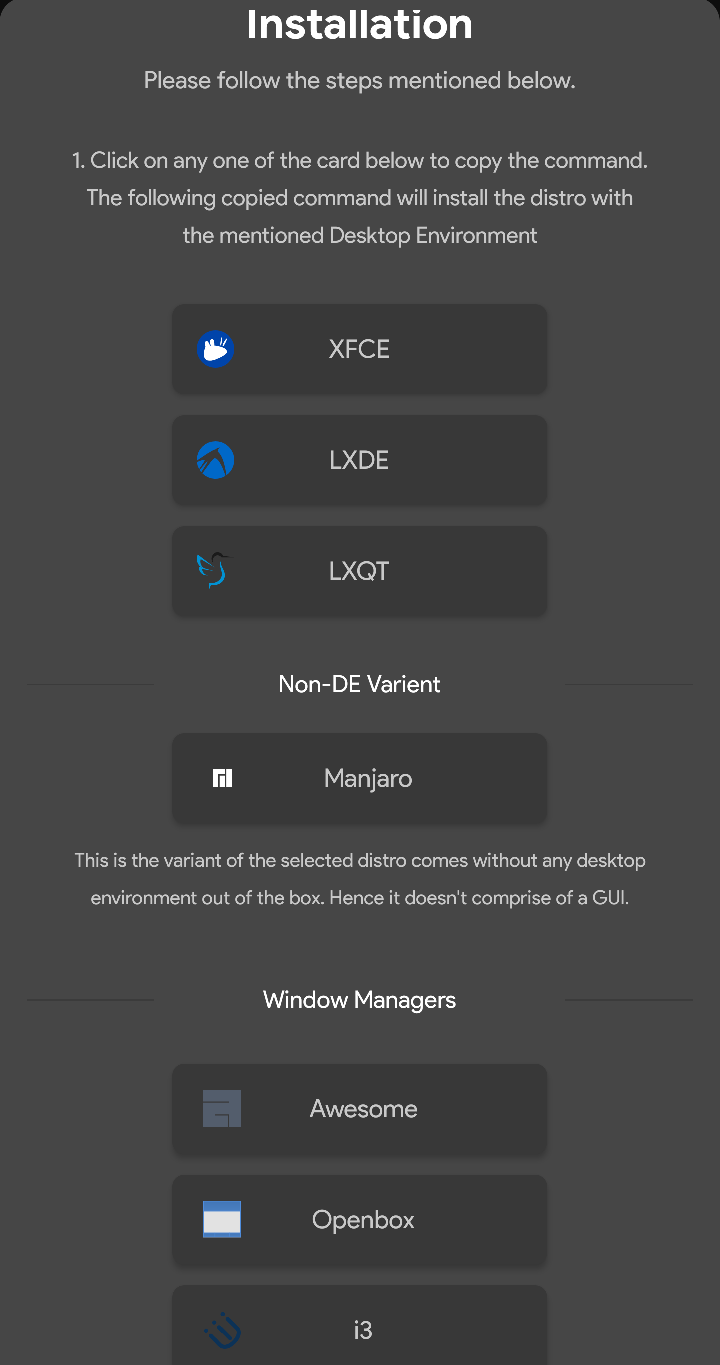 Installation
Please follow the steps mentioned below.
1. Click on any one of the card below to copy the command.
The following copied command will install the distro with
the mentioned Desktop Environment
XFCE
LXDE
LXQT
Non-DE Varient
Manjaro
This is the variant of the selected distro comes without any desktop
environment out of the box. Hence it doesn't comprise of a GUI.
Window Managers
Awesome
Openbox
i3